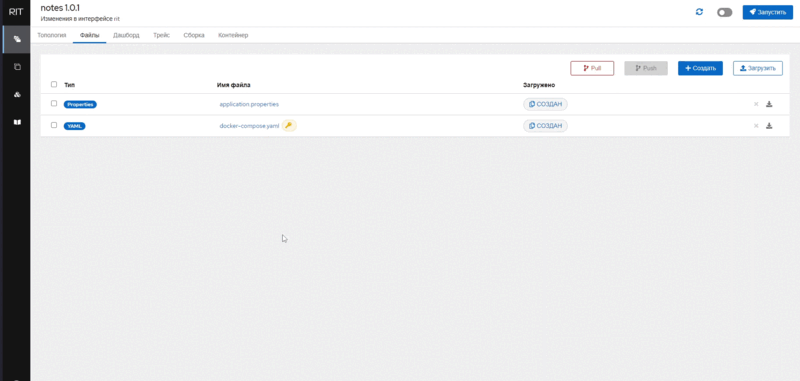 RIT
notes 1.0.1
Изменения в интерфейсе rit
Запустить
Топология Файлы Дашборд Трейс Сборка Контейнер
Pull Push Создать Загрузить
Тип Имя файла Загружено
Properties application.properties СОЗДАН
YAML docker-compose.yaml СОЗДАН